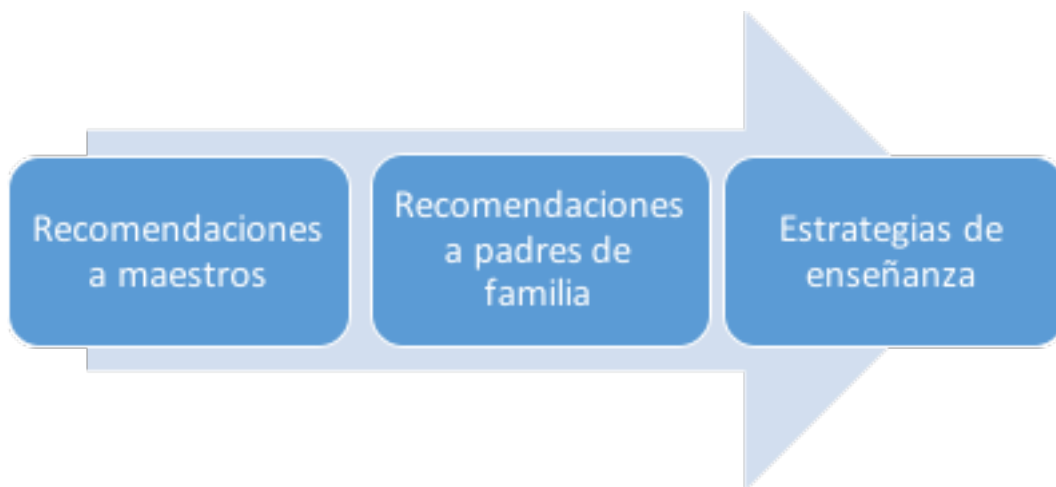 Recomendaciones
a maestros
Recomendaciones
a padres de
familia
Estrategias de
enseñanza